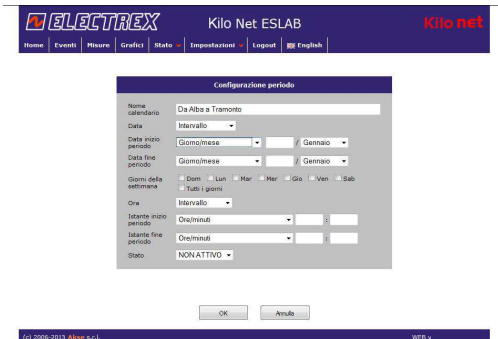 ELECTREX Kilo Net ESLAB Kilo net
Home Eventi Misure Grafici Stato Impostazioni Logout English
Configurazione periodo
Nome calendario Da Alba a Tramonto
Data Intervallo
Data inizio periodo Giorno/mese / Gennaio
Data fine periodo Giorno/mese / Gennaio
Giorni della settimana Dom Lun Mar Mer Gio Ven Sab
Tutti i giorni
Ora Intervallo
Istante inizio periodo Ore/minuti :
Istante fine periodo Ore/minuti :
Stato NON ATTIVO
OK Annulla
(c) 2006-2013 Akse s.r.l. WEB v